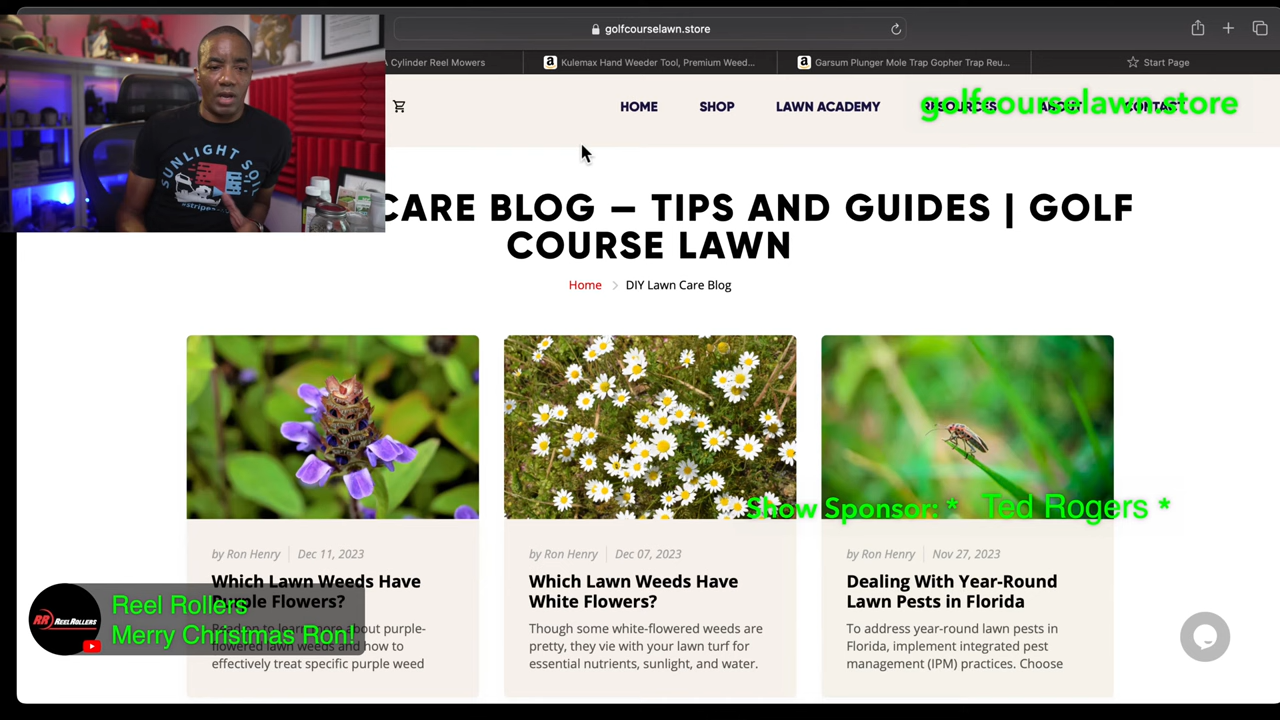 golfcourselawn.store
Cylinder Reel Mowers
Kulemax Hand Weeder Tool, Premium Weed...
Garsum Plunger Mole Trap Gopher Trap Reu...
Start Page
HOME
SHOP
LAWN ACADEMY
RESOURCES
ABOUT
CONTACT
golfcourselawn.store
SUNLIGHT SOIL
CARE BLOG — TIPS AND GUIDES | GOLF
COURSE LAWN
Home > DIY Lawn Care Blog
Show Sponsor: * Ted Rogers *
by Ron Henry | Dec 11, 2023
Which Lawn Weeds Have
Purple Flowers?
Read on to learn more about purple-
flowered lawn weeds and how to
effectively treat specific purple weed
by Ron Henry | Dec 07, 2023
Which Lawn Weeds Have
White Flowers?
Though some white-flowered weeds are
pretty, they vie with your lawn turf for
essential nutrients, sunlight, and water.
by Ron Henry | Nov 27, 2023
Dealing With Year-Round
Lawn Pests in Florida
To address year-round lawn pests in
Florida, implement integrated pest
management (IPM) practices. Choose
RR REELROLLERS
Reel Rollers
Merry Christmas Ron!